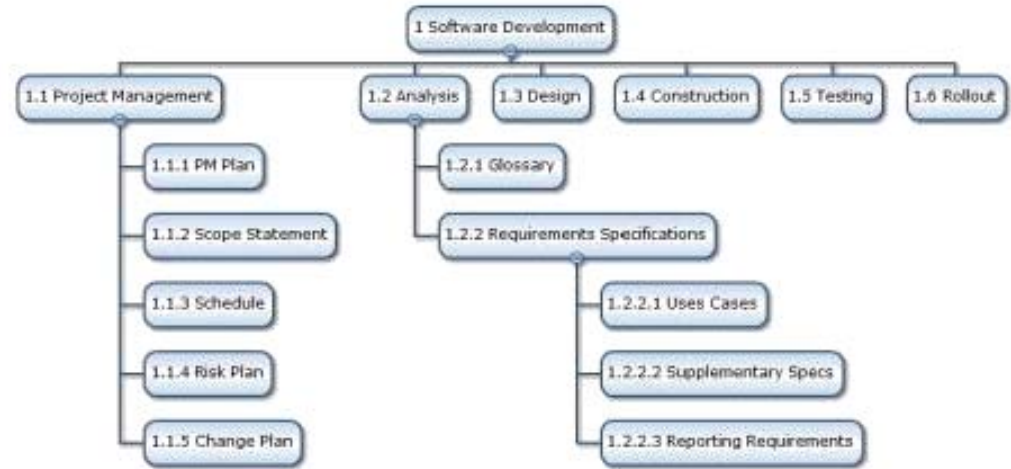 1 Software Development
1.1 Project Management
1.2 Analysis
1.3 Design
1.4 Construction
1.5 Testing
1.6 Rollout
1.1.1 PM Plan
1.2.1 Glossary
1.1.2 Scope Statement
1.2.2 Requirements Specifications
1.1.3 Schedule
1.2.2.1 Uses Cases
1.1.4 Risk Plan
1.2.2.2 Supplementary Specs
1.1.5 Change Plan
1.2.2.3 Reporting Requirements